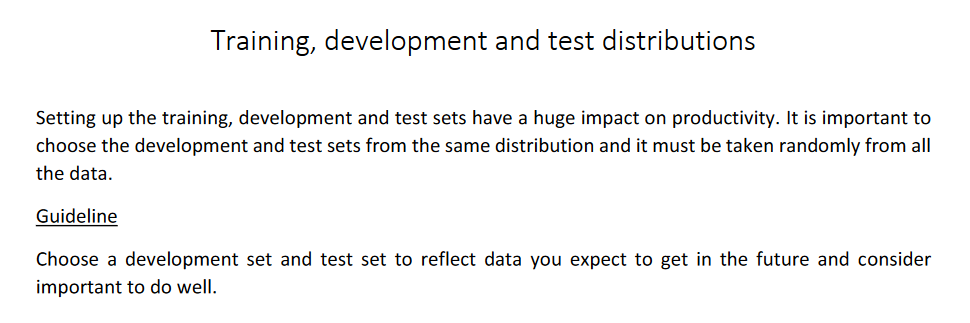 Training, development and test distributions
Setting up the training, development and test sets have a huge impact on productivity. It is important to
choose the development and test sets from the same distribution and it must be taken randomly from all
the data.
Guideline
Choose a development set and test set to reflect data you expect to get in the future and consider
important to do well.